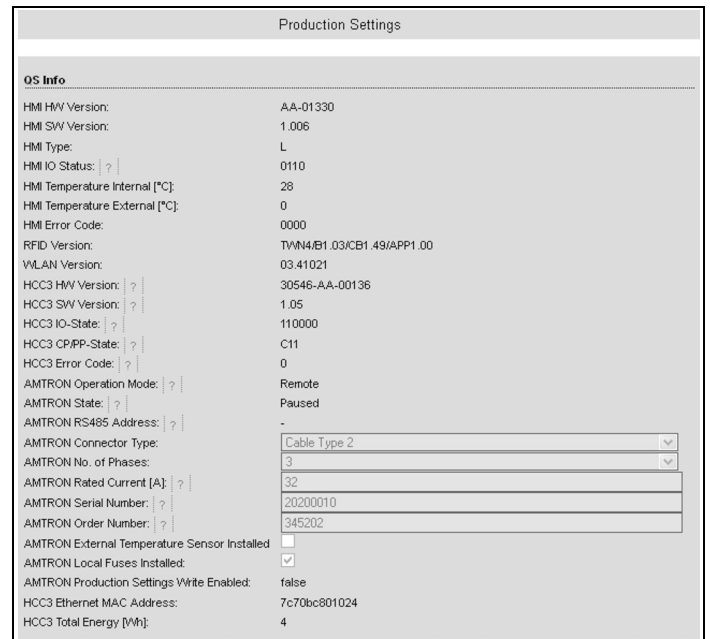 Production Settings
QS Info
HMI HW Version: AA-01330
HMI SW Version: 1.006
HMI Type: L
HMI IO Status: ? 0110
HMI Temperature Internal [°C]: 28
HMI Temperature External [°C]: 0
HMI Error Code: 0000
RFID Version: TWN4/B1.03/CB1.49/APP1.00
WLAN Version: 03.41021
HCC3 HW Version: ? 30546-AA-00136
HCC3 SW Version: ? 1.05
HCC3 IO-State: ? 110000
HCC3 CP/PP-State: ? C11
HCC3 Error Code: ? 0
AMTRON Operation Mode: ? Remote
AMTRON State: ? Paused
AMTRON RS485 Address: ? -
AMTRON Connector Type: Cable Type 2
AMTRON No. of Phases: 3
AMTRON Rated Current [A]: ? 32
AMTRON Serial Number: ? 20200010
AMTRON Order Number: ? 345202
AMTRON External Temperature Sensor Installed
AMTRON Local Fuses Installed:
AMTRON Production Settings Write Enabled: false
HCC3 Ethernet MAC Address: 7c70bc801024
HCC3 Total Energy [Wh]: 4